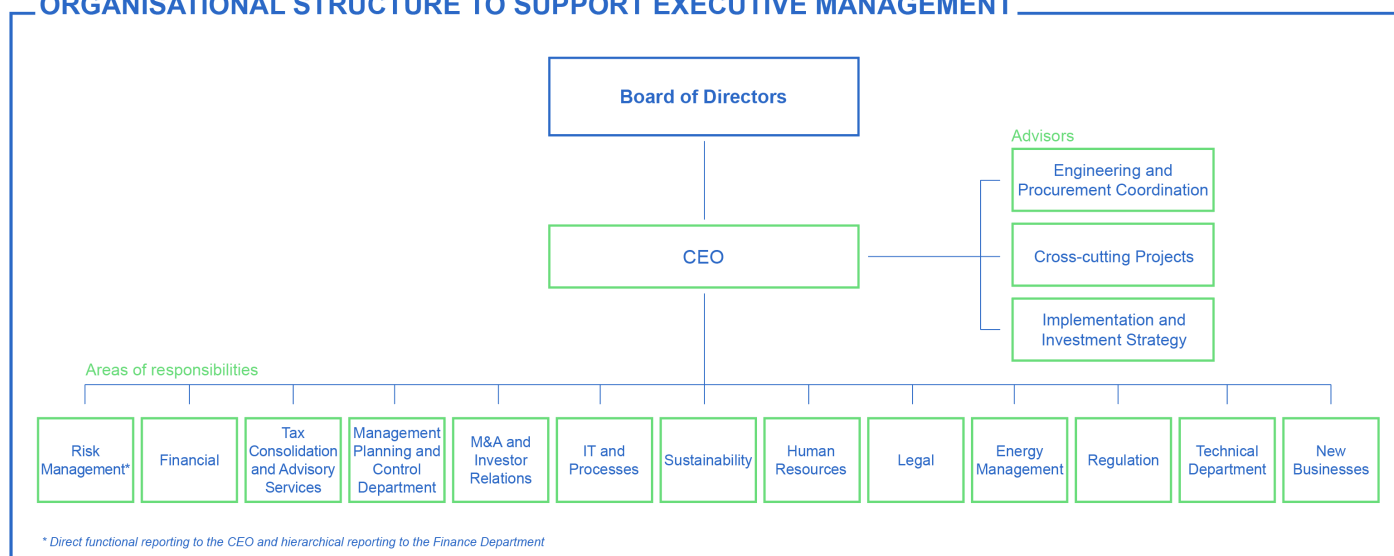 ORGANISATIONAL STRUCTURE TO SUPPORT EXECUTIVE MANAGEMENT
Board of Directors
Advisors
Engineering and
Procurement Coordination
CEO
Cross-cutting Projects
Implementation and
Investment Strategy
Areas of responsibilities
Risk
Management*
Financial
Tax
Consolidation
and Advisory
Services
Management
Planning and
Control
Department
M&A and
Investor
Relations
IT and
Processes
Sustainability
Human
Resources
Legal
Energy
Management
Regulation
Technical
Department
New
Businesses
* Direct functional reporting to the CEO and hierarchical reporting to the Finance Department